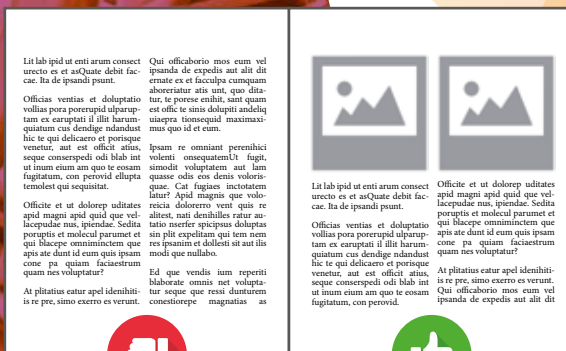 Lit lab ipid ut enti arum consect
urecto es et asQuate debit fac-
cae. Ita de ipsandi psunt.
Officias ventias et doluptatio
vollias pora porerupid ulparup-
tam ex earuptati il illit harum-
quiatum cus dendige ndandust
hic te qui delicaero et porisque
venetur, aut est officit atius,
seque conserspedi odi blab int
ut inum eium am quo te eosam
fugitatum, con perovid ellupta
temolest qui sequisitat.
Officite et ut dolorep uditates
apid magni apid quid que vel-
lacepudae nus, ipiendae. Sedita
poruptis et molecul parumet et
qui blacepe omniminctem que
apis ate dunt id eum quis ipsam
cone pa quiam faciaestrum
quam nes voluptatur?
At plitatius eatur apel idenihiti-
is re pre, simo exerro es verunt.
Qui officaborio mos eum vel
ipsanda de expedis aut alit dit
ernate ex et facculpa cumquam
aboreriatur atis unt, quo dita-
tur, te porese enihit, sant quam
est offic te sinis dolupiti andeliq
uiaepra tionsequid maximaxi-
mus quo id et eum.
Ipsam re omniant perenihici
volenti onsequatemUt fugit,
simodit voluptatem aut lam
quasse odis eos denis voloris-
quae. Cat fugiaes inctotatem
latur? Apid magnis que volo-
reicia dolorerro vent quis re
alitest, nati denihilles ratur au-
tatio nserfer spicipsus doluptas
sin plit expelitam qui tem nem
res ipsanim et dollesti sit aut ilis
modi que nullabo.
Ed que vendis ium reperiti
blaborate omnis net volupta-
tur seque que ressi dunturem
conestiorepe magnatias as
Lit lab ipid ut enti arum consect
urecto es et asQuate debit fac-
cae. Ita de ipsandi psunt.
Officias ventias et doluptatio
vollias pora porerupid ulparup-
tam ex earuptati il illit harum-
quiatum cus dendige ndandust
hic te qui delicaero et porisque
venetur, aut est officit atius,
seque conserspedi odi blab int
ut inum eium am quo te eosam
fugitatum, con perovid.
Officite et ut dolorep uditates
apid magni apid quid que vel-
lacepudae nus, ipiendae. Sedita
poruptis et molecul parumet et
qui blacepe omniminctem que
apis ate dunt id eum quis ipsam
cone pa quiam faciaestrum
quam nes voluptatur?
At plitatius eatur apel idenihiti-
is re pre, simo exerro es verunt.
Qui officaborio mos eum vel
ipsanda de expedis aut alit dit